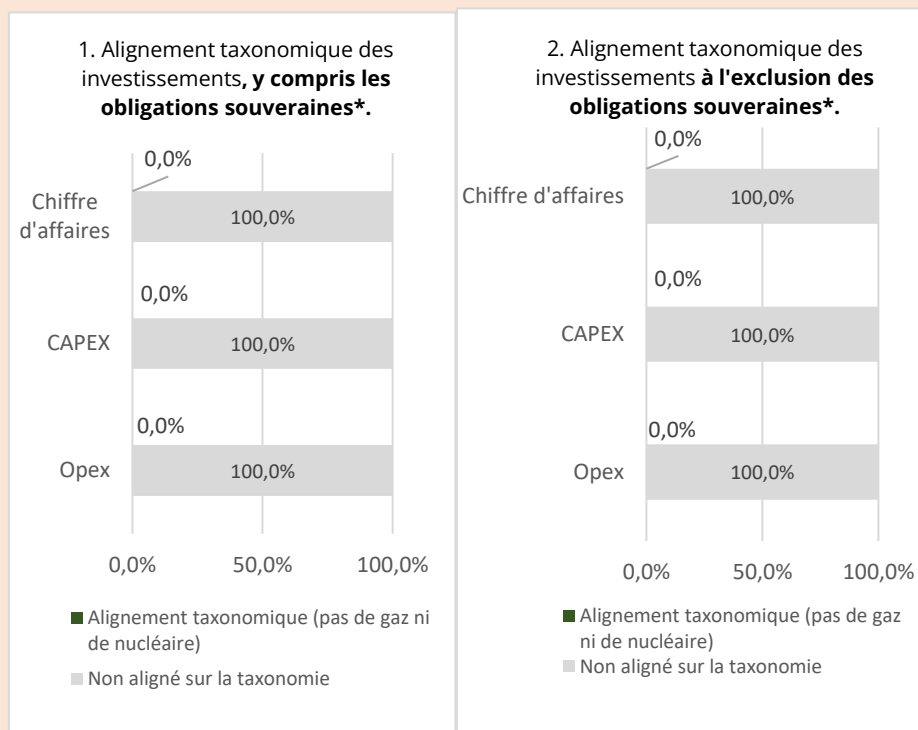 1. Alignement taxonomique des
investissements, y compris les
obligations souveraines*.
0,0%
Chiffre
d'affaires
100,0%
0,0%
CAPEX
100,0%
0,0%
Opex
100,0%
0,0%
50,0%
100,0%
Alignement taxonomique (pas de gaz ni
de nucléaire)
Non aligné sur la taxonomie
2. Alignement taxonomique des
investissements à l'exclusion des
obligations souveraines*.
0,0%
Chiffre d'affaires
100,0%
0,0%
CAPEX
100,0%
0,0%
Opex
100,0%
0,0%
50,0%
100,0%
Alignement taxonomique (pas de gaz
ni de nucléaire)
Non aligné sur la taxonomie